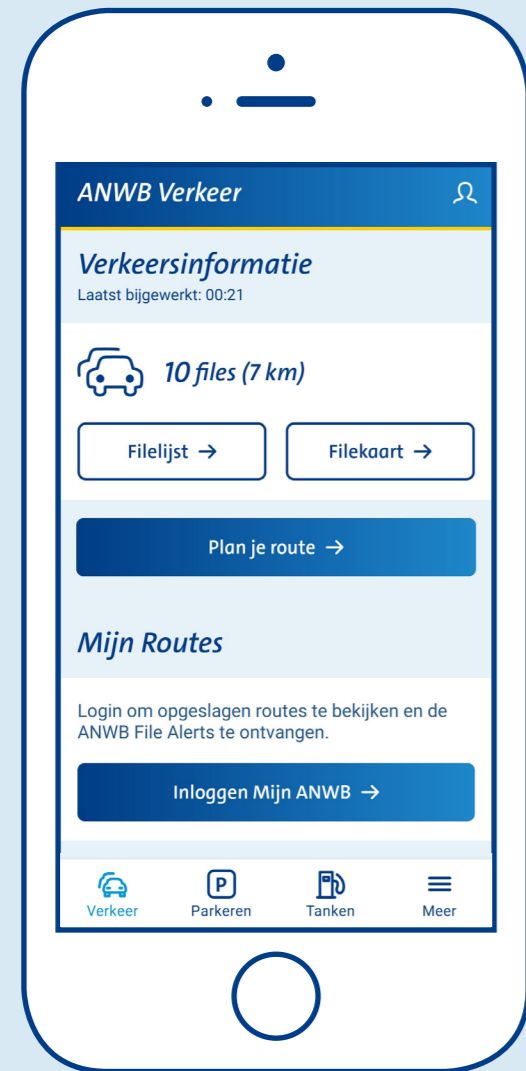 ANWB Verkeer
Verkeersinformatie
Laatst bijgewerkt: 00:21
10 files (7 km)
Filelijst →
Filekaart →
Plan je route →
Mijn Routes
Login om opgeslagen routes te bekijken en de
ANWB File Alerts te ontvangen.
Inloggen Mijn ANWB →
P
Verkeer
Parkeren
Tanken
Meer